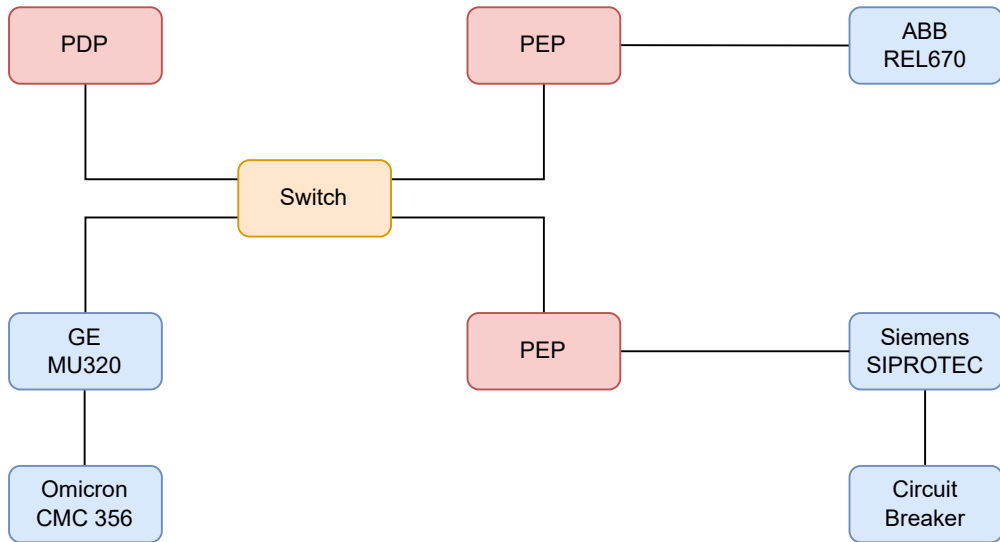 PDP
PEP
ABB
REL670
Switch
GE
MU320
PEP
Siemens
SIPROTEC
Omicron
CMC 356
Circuit
Breaker